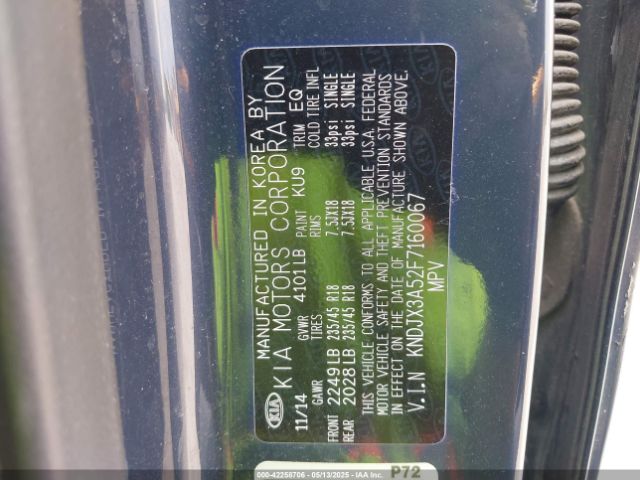 MANUFACTURED IN KOREA BY
KIA KIA MOTORS CORPORATION
11/14 GVWR 4101LB PAINT KU9 TRIM EQ
GAWR TIRES RIMS COLD TIRE INFL
FRONT 2249LB 235/45 R18 7.5JX18 33psi SINGLE
REAR 2028LB 235/45 R18 7.5JX18 33psi SINGLE
THIS VEHICLE CONFORMS TO ALL APPLICABLE U.S.A. FEDERAL
MOTOR VEHICLE SAFETY AND THEFT PREVENTION STANDARDS
IN EFFECT ON THE DATE OF MANUFACTURE SHOWN ABOVE.
V.I.N KNDJX3A52F7160067
MPV
P72
000-42258706 - 05/13/2025 - IAA Inc.